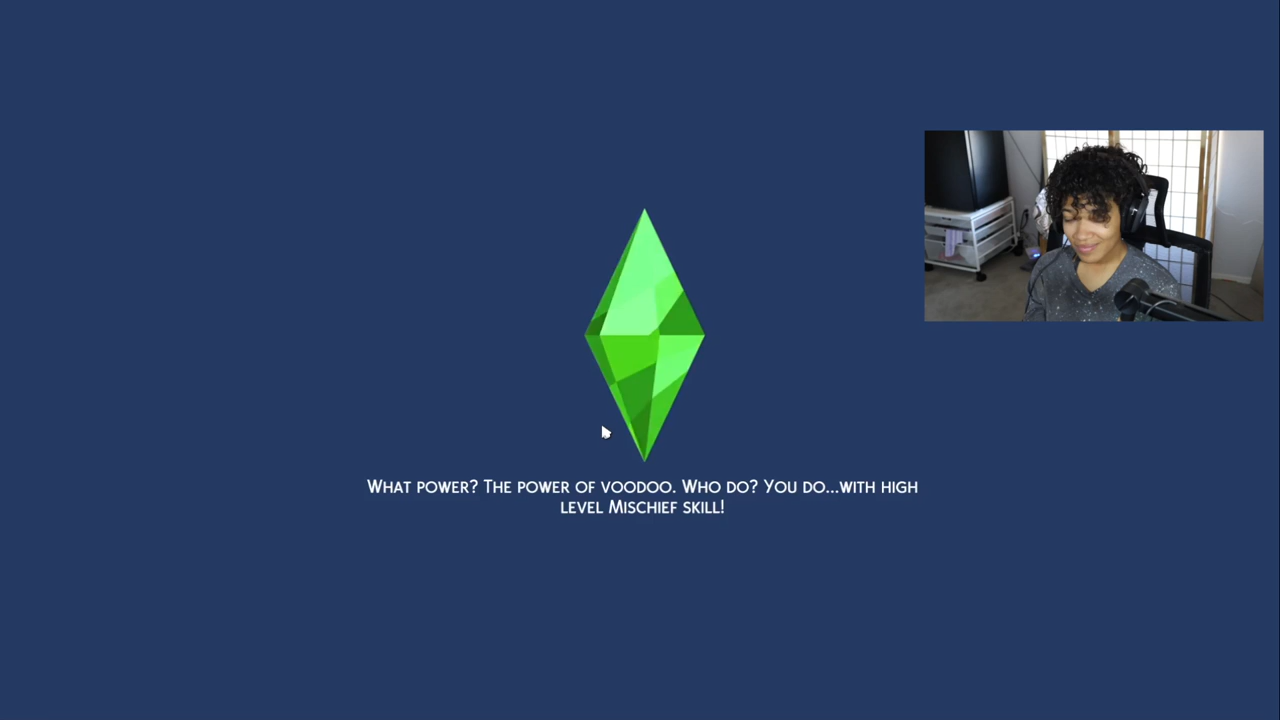 What power? The power of voodoo. Who do? You do...with high
level Mischief skill!